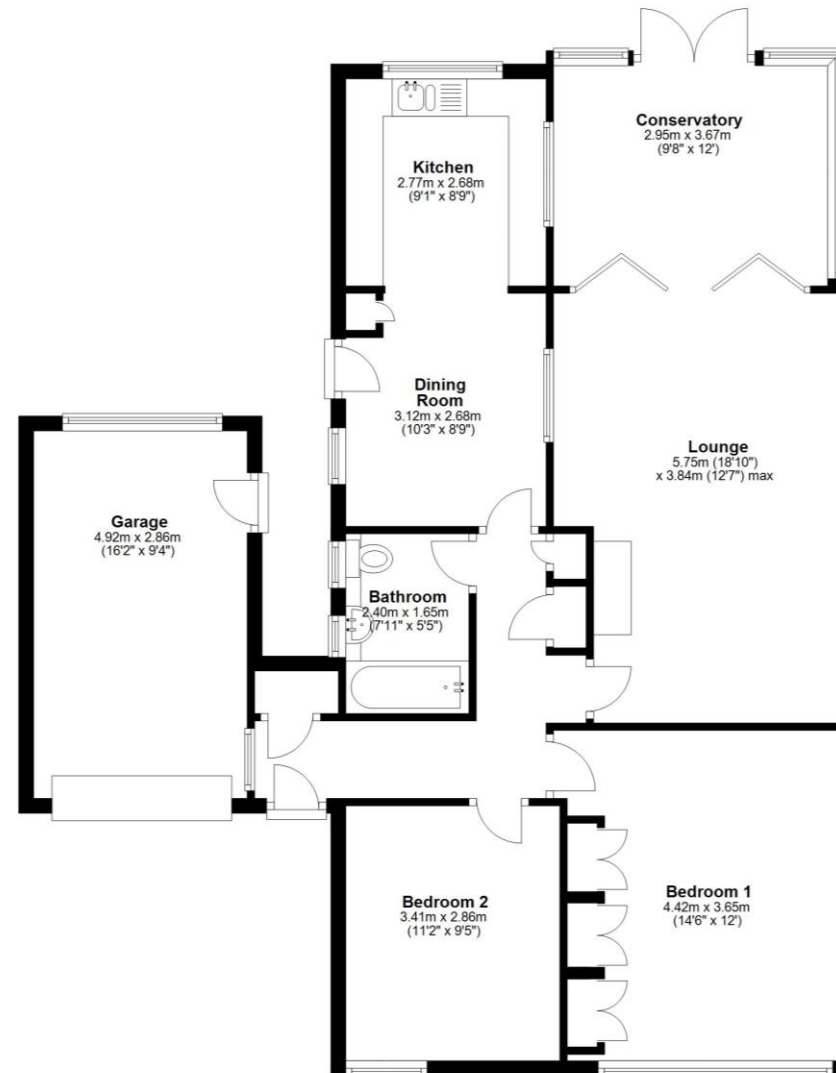 Conservatory
2.95m x 3.67m
(9'8" x 12')
Kitchen
2.77m x 2.68m
(9'1" x 8'9")
Dining
Room
3.12m x 2.68m
(10'3" x 8'9")
Lounge
5.75m (18'10")
x 3.84m (12'7") max
Garage
4.92m x 2.86m
(16'2" x 9'4")
Bathroom
2.40m x 1.65m
(7'11" x 5'5")
Bedroom 2
3.41m x 2.86m
(11'2" x 9'5")
Bedroom 1
4.42m x 3.65m
(14'6" x 12')